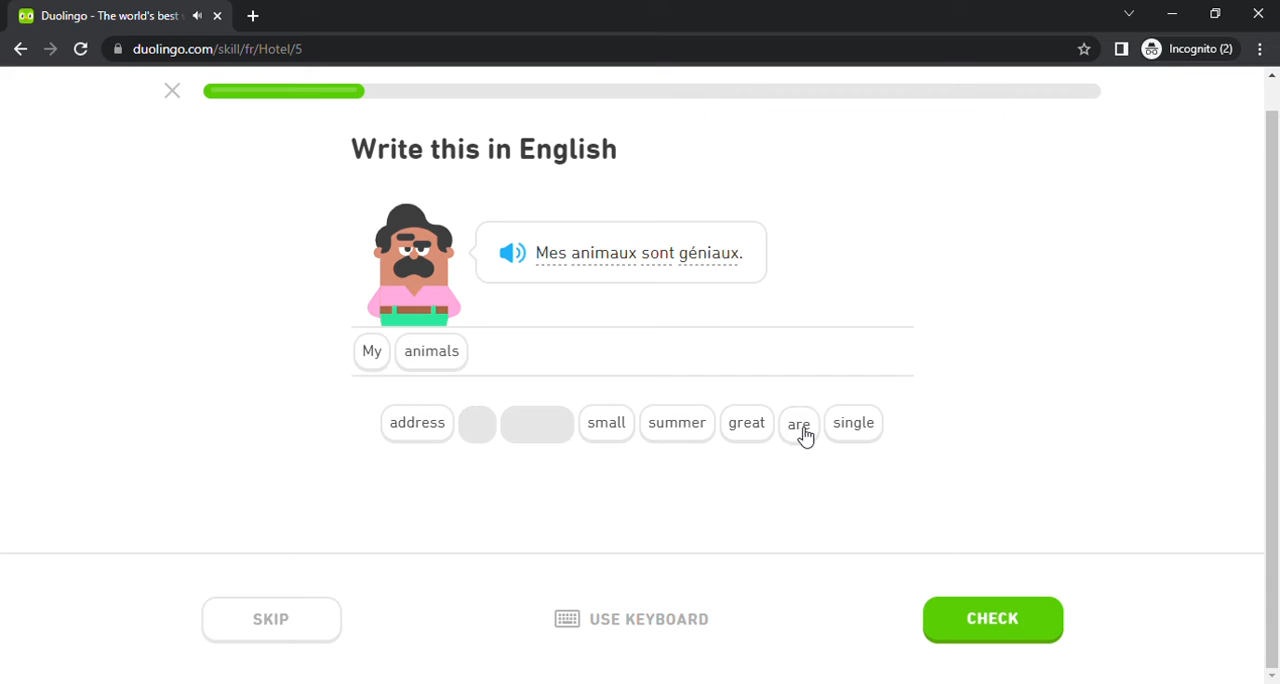 Duolingo - The world's best
duolingo.com/skill/fr/Hotel/5
Incognito (2)
Write this in English
Mes animaux sont géniaux.
My animals
address small summer great are single
SKIP
USE KEYBOARD
CHECK